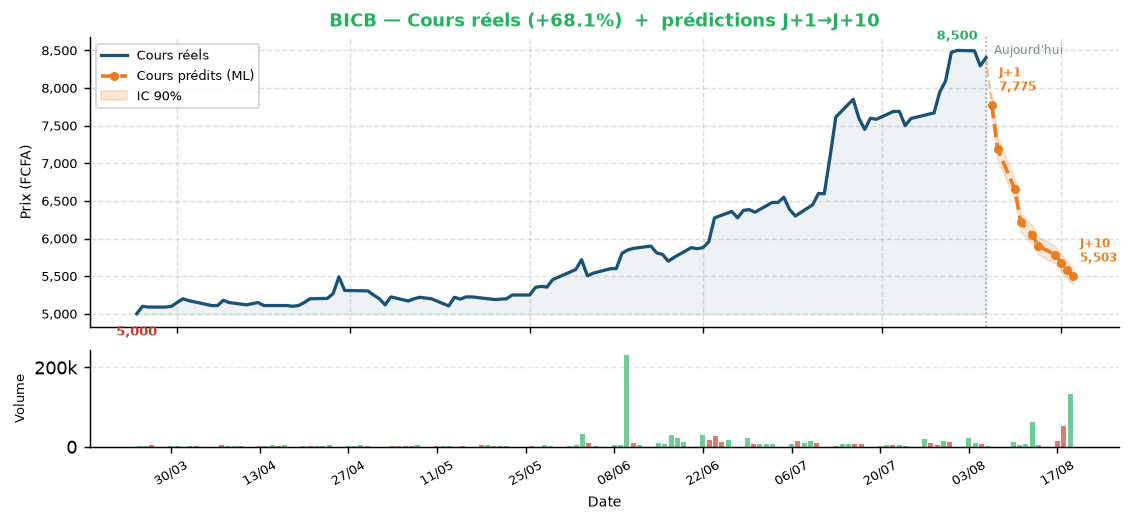 BICB — Cours réels (+68.1%)  +  prédictions J+1→J+10
8,500
Aujourd'hui
Cours réels
Cours prédits (ML)
IC 90%
J+1
7,775
J+10
5,503
5,000
Prix (FCFA)
8,500
8,000
7,500
7,000
6,500
6,000
5,500
5,000
Volume
200k
0
30/03
13/04
27/04
11/05
25/05
08/06
22/06
06/07
20/07
03/08
17/08
Date